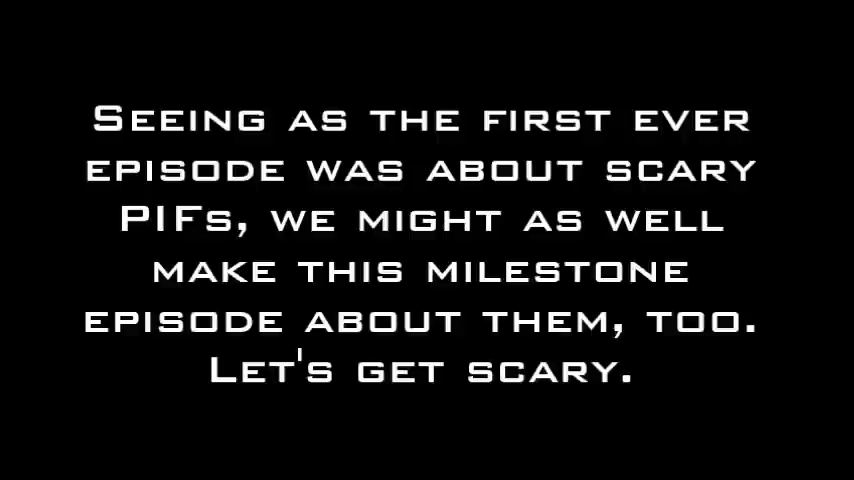 Seeing as the first ever
episode was about scary
PIFs, we might as well
make this milestone
episode about them, too.
Let's get scary.